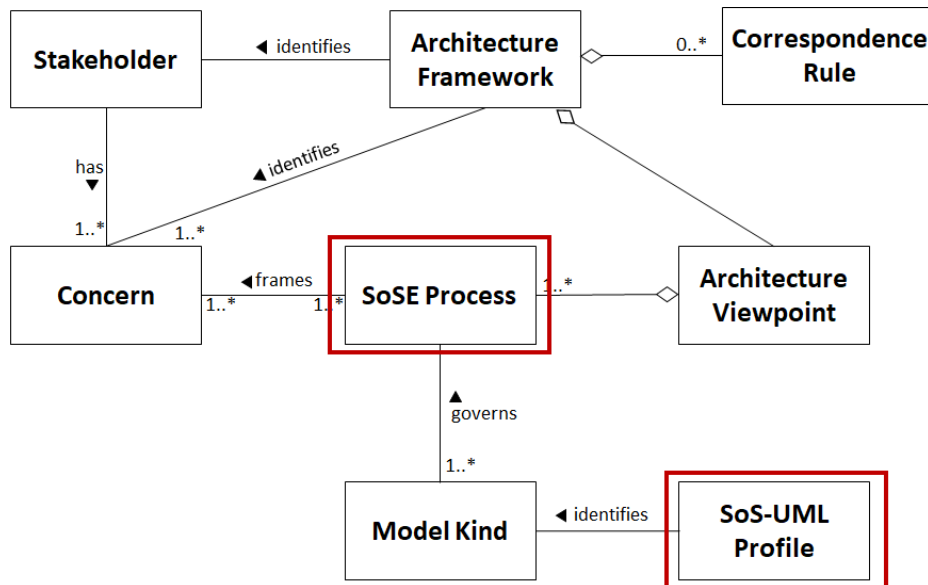 Stakeholder
◄ identifies
Architecture
Framework
0..*
Correspondence
Rule
has
▼
◄ identifies
1..*
1..*
Concern
◄ frames
1..*
1..*
SoSE Process
1..*
Architecture
Viewpoint
▲
governs
1..*
Model Kind
◄ identifies
SoS-UML
Profile